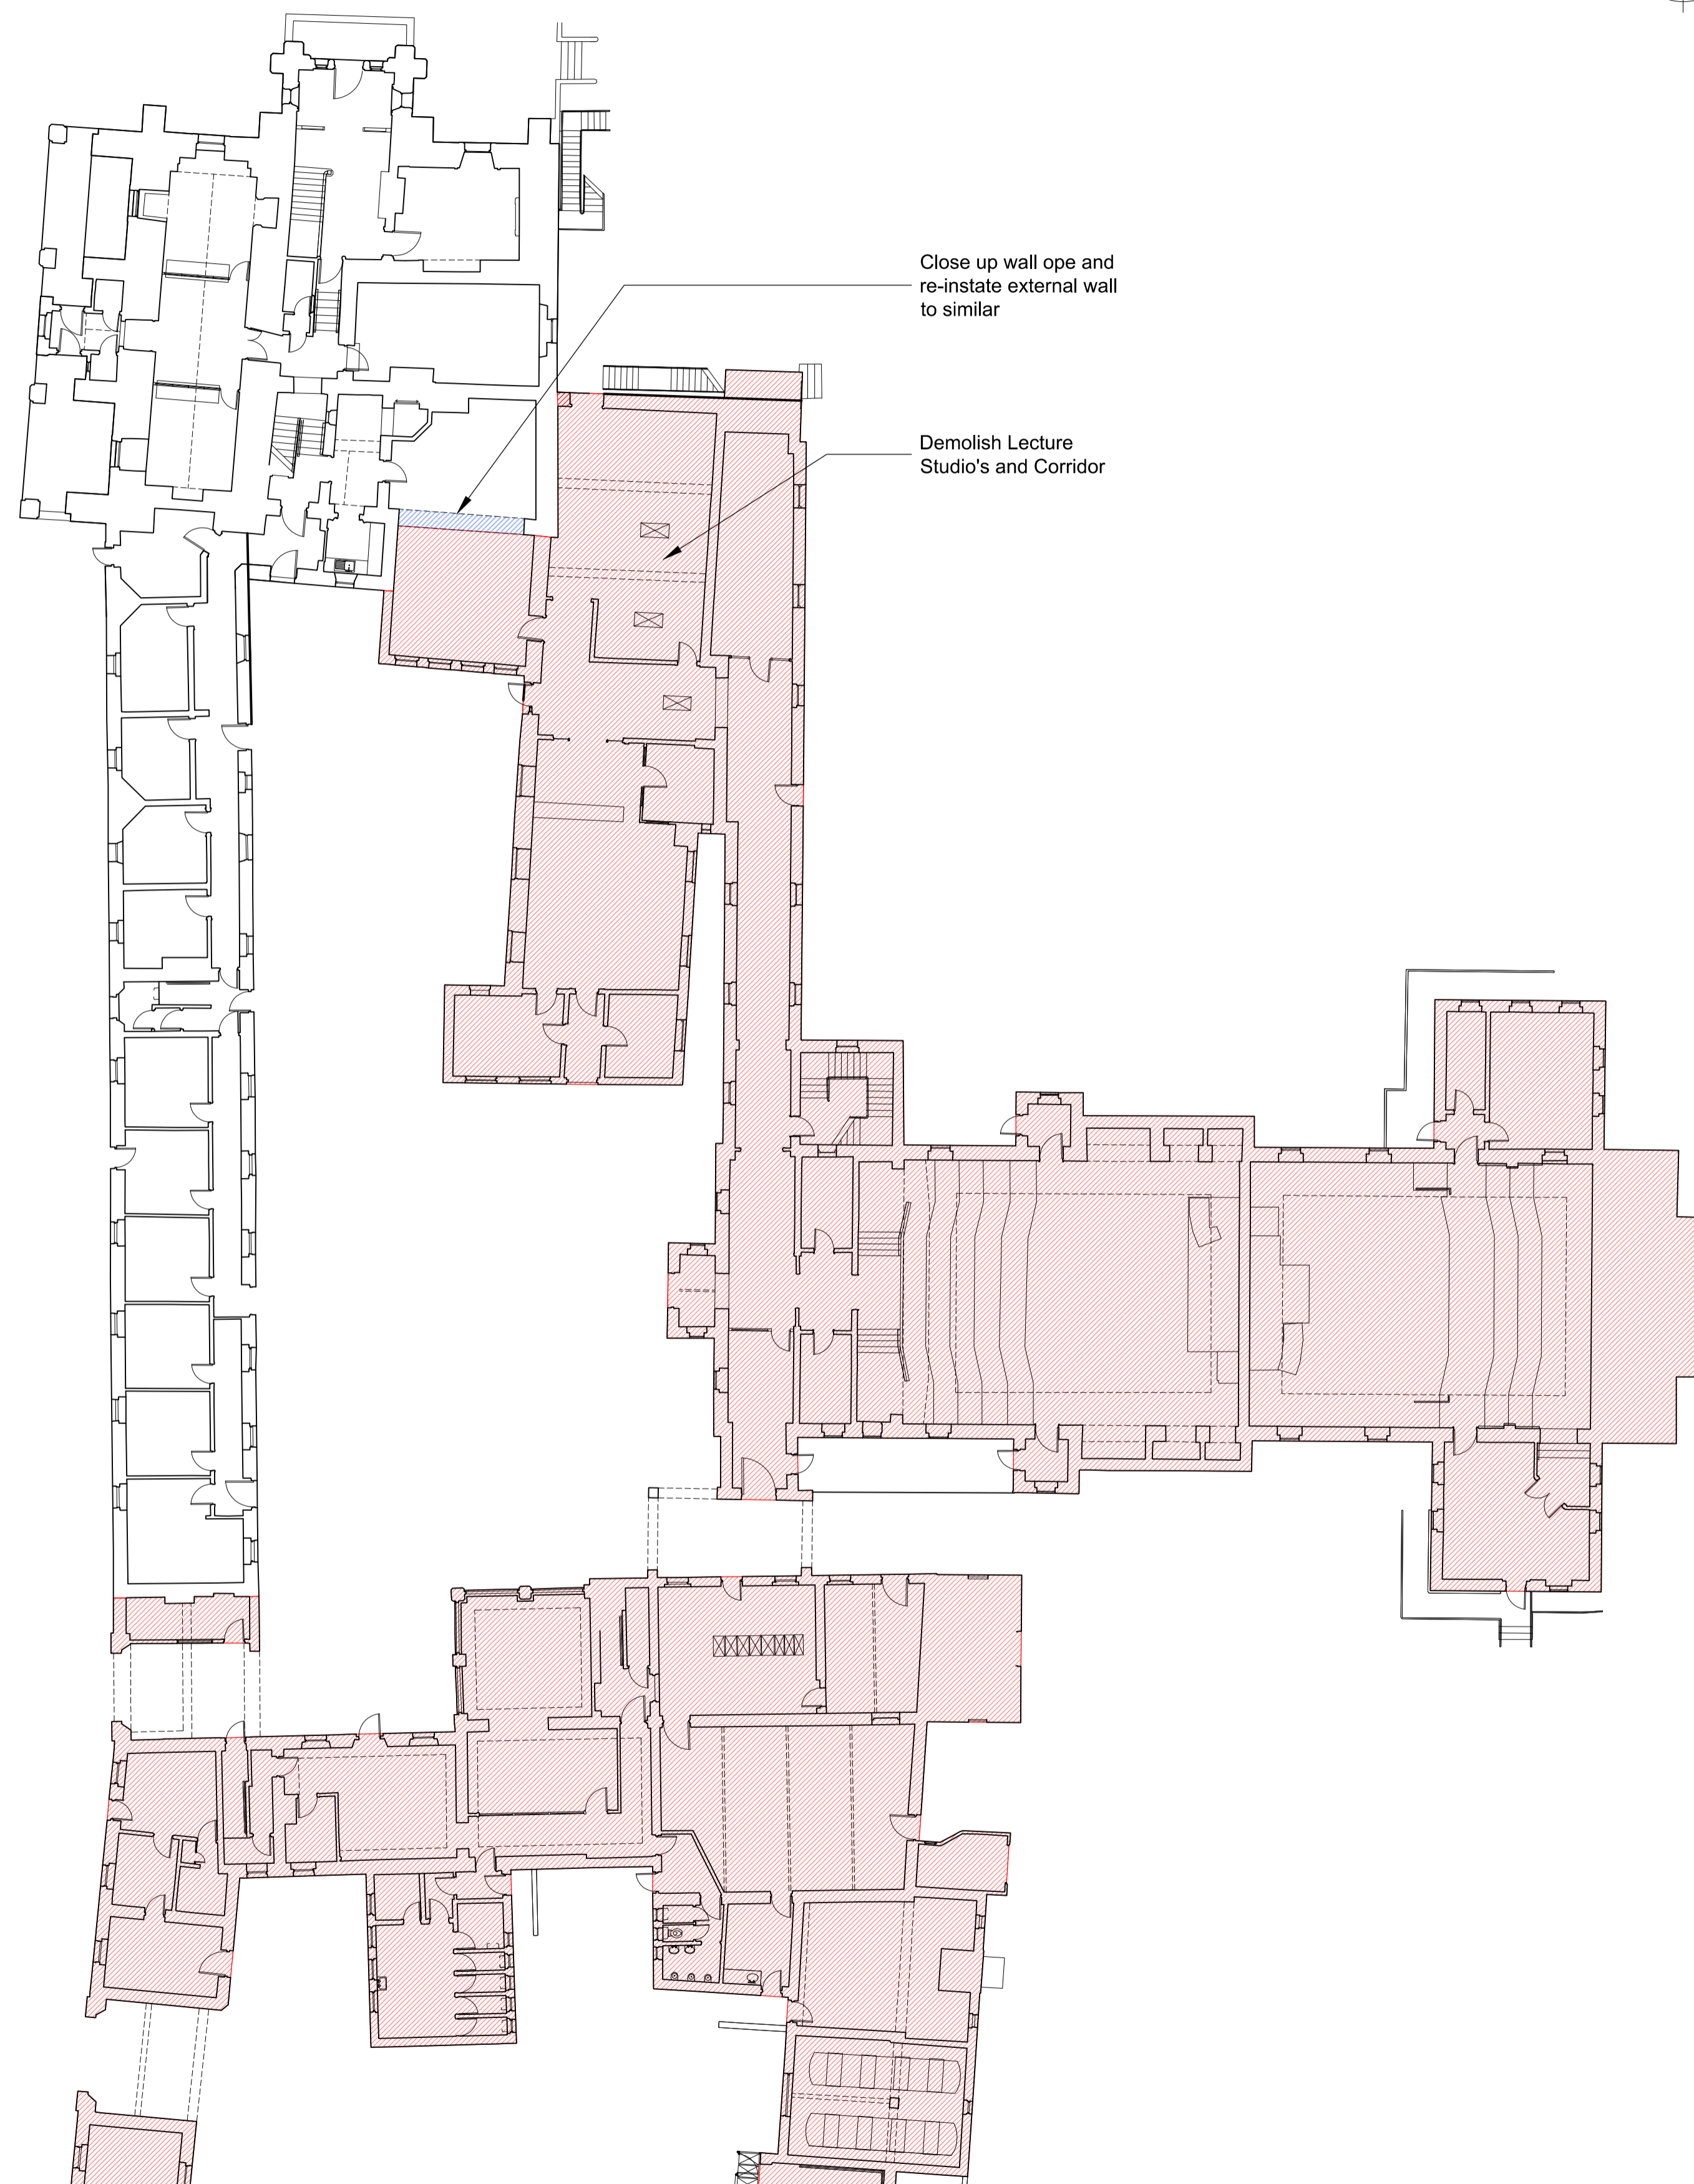 Close up wall ope and
re-instate external wall
to similar
Demolish Lecture
Studio's and Corridor